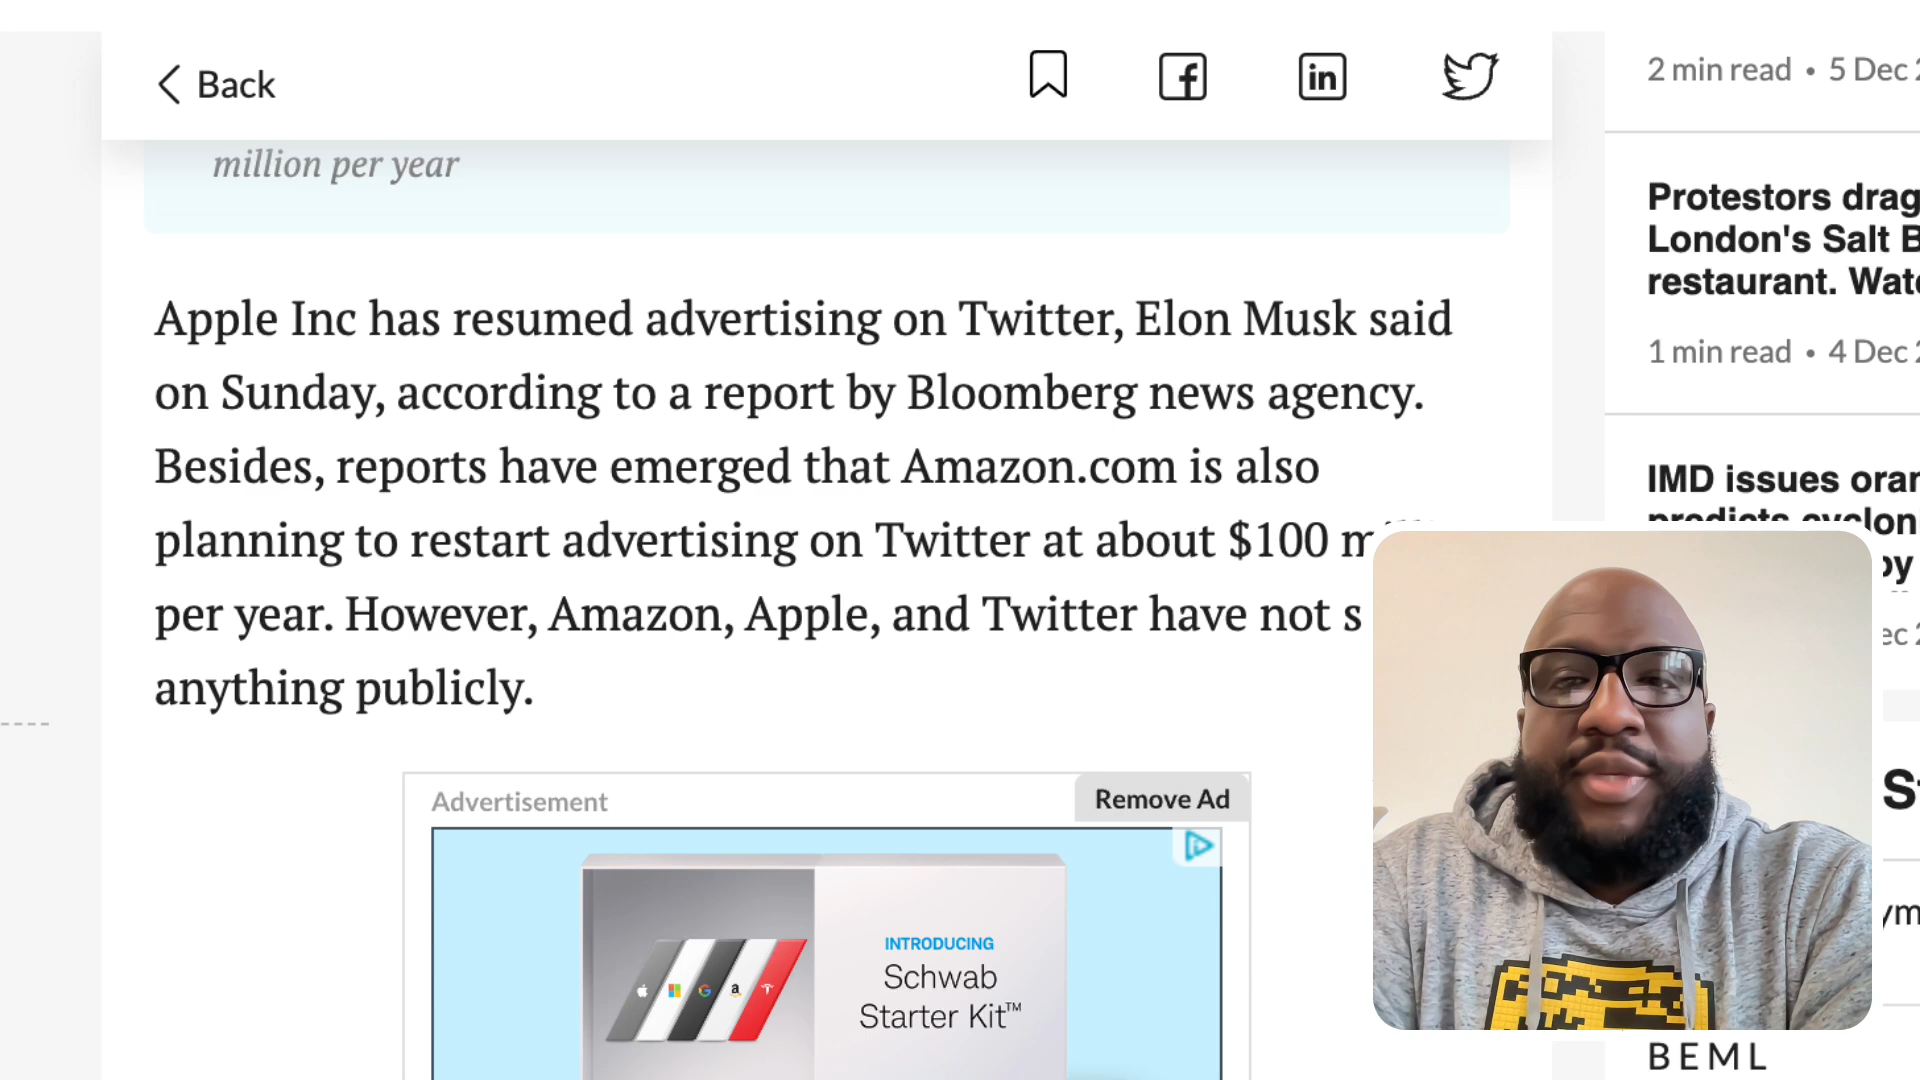 Back
million per year
Apple Inc has resumed advertising on Twitter, Elon Musk said
on Sunday, according to a report by Bloomberg news agency.
Besides, reports have emerged that Amazon.com is also
planning to restart advertising on Twitter at about $100
per year. However, Amazon, Apple, and Twitter have not s
anything publicly.
Advertisement
Remove Ad
INTRODUCING
Schwab
Starter Kit™
2 min read • 5 Dec
Protestors drag
London's Salt B
restaurant. Wat
1 min read • 4 Dec
IMD issues oran
predicts cyclon
by
BEML